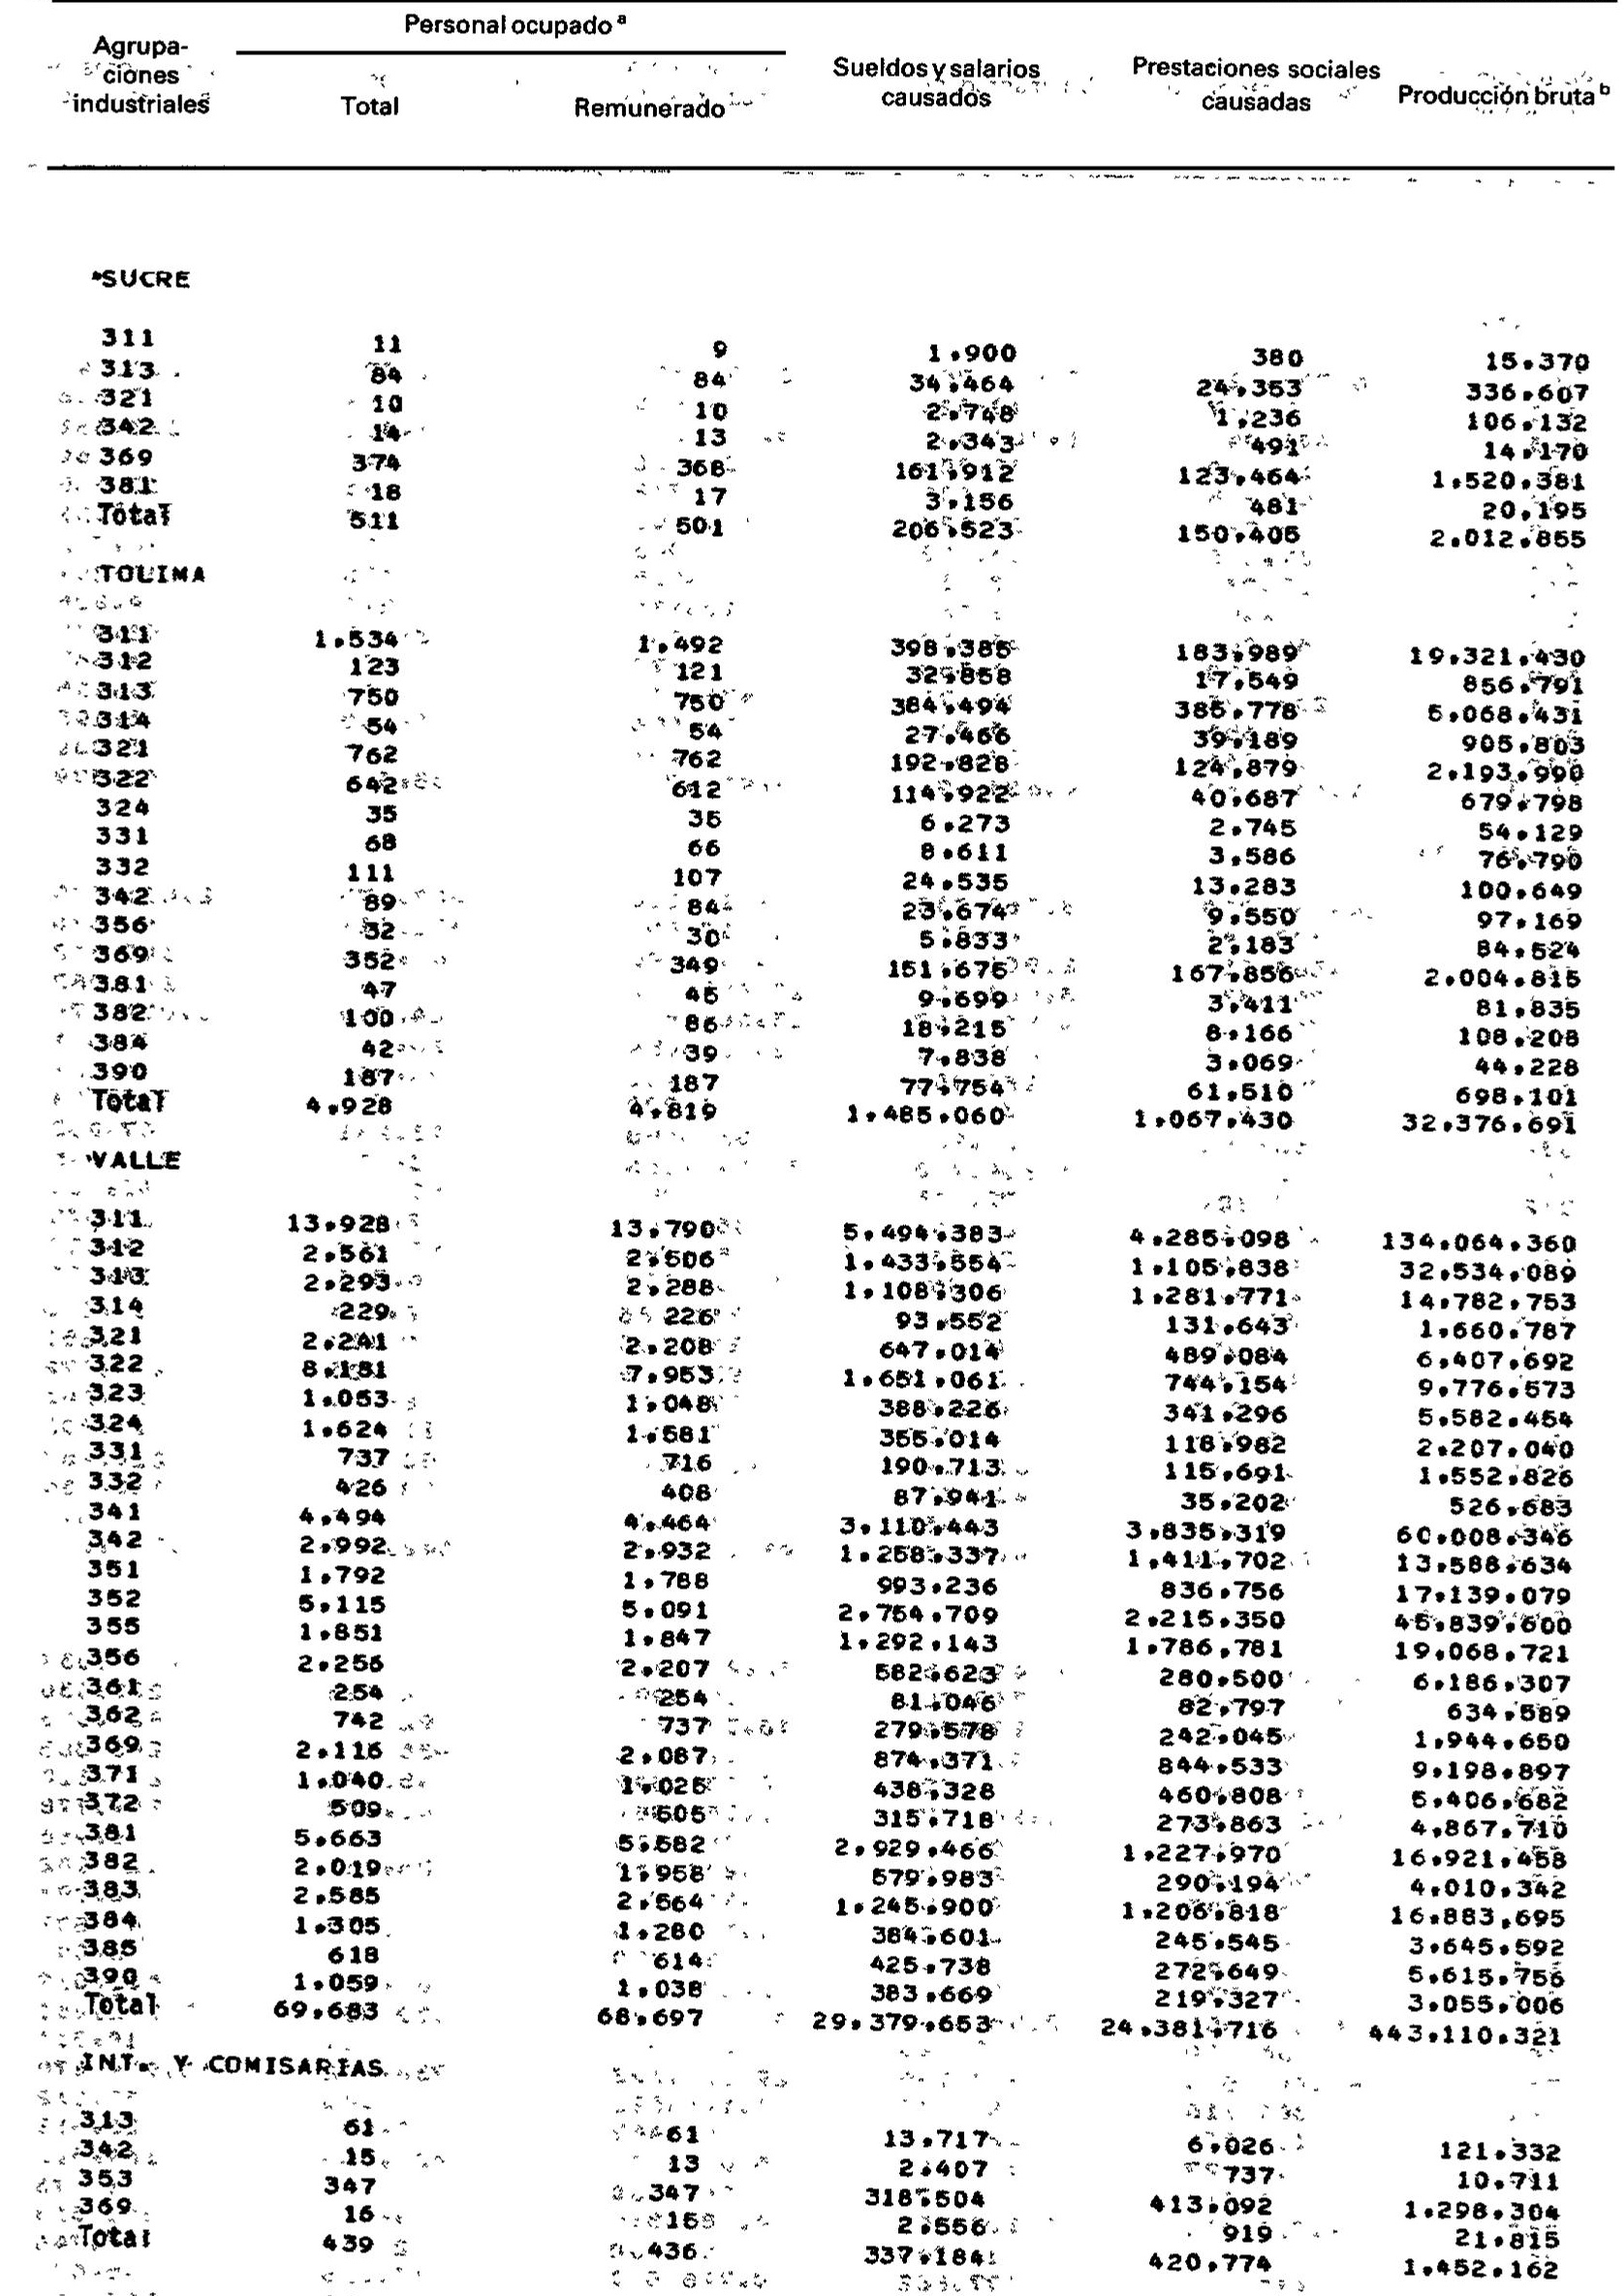 Agrupaciones industriales Personal ocupado a Sueldos y salarios causados Prestaciones sociales causadas Producción bruta b
Total Remunerado
*SUCRE
311 11 9 1.900 380 15.370
313 84 84 34.464 24.353 336.607
321 10 10 2.748 1.236 106.132
342 14 13 2.343 491 14.170
369 374 368 161.912 123.464 1.520.381
381 18 17 3.156 481 20.195
Total 511 501 206.523 150.405 2.012.855
TOLIMA
311 1.534 1.492 398.385 183.989 19.321.430
312 123 121 32.858 17.549 856.791
313 750 750 384.494 385.778 5.068.431
314 54 54 27.466 39.189 905.803
321 762 762 192.828 124.879 2.193.990
322 642 612 114.922 40.687 679.798
324 35 35 6.273 2.745 54.129
331 68 66 8.611 3.586 76.790
332 111 107 24.535 13.283 100.649
342 89 84 23.674 9.550 97.169
356 32 30 5.833 2.183 84.524
369 352 349 151.675 167.856 2.004.815
381 47 45 9.699 3.411 81.835
382 100 86 18.215 8.166 108.208
384 42 39 7.838 3.069 44.228
390 187 187 77.754 61.510 698.101
Total 4.928 4.819 1.485.060 1.067.430 32.376.691
VALLE
311 13.928 13.790 5.494.383 4.285.098 134.064.360
312 2.561 2.506 1.433.554 1.105.838 32.534.089
313 2.293 2.288 1.108.306 1.281.771 14.782.753
314 229 226 93.552 131.643 1.660.787
321 2.241 2.208 647.014 489.084 6.407.692
322 8.181 7.953 1.651.061 744.154 9.776.573
323 1.053 1.048 388.226 341.296 5.582.454
324 1.624 1.581 355.014 118.982 2.207.040
331 737 716 190.713 115.691 1.552.826
332 426 408 87.941 35.202 526.683
341 4.494 4.464 3.110.443 3.835.319 60.008.346
342 2.992 2.932 1.258.337 1.411.702 13.588.634
351 1.792 1.788 993.236 836.756 17.139.079
352 5.115 5.091 2.754.709 2.215.350 45.839.600
355 1.851 1.847 1.292.143 1.786.781 19.068.721
356 2.256 2.207 582.623 280.500 6.186.307
361 254 254 81.046 82.797 634.589
362 742 737 279.578 242.045 1.944.650
369 2.116 2.087 874.371 844.533 9.198.897
371 1.040 1.025 438.328 460.808 5.406.682
372 509 505 315.718 273.863 4.867.710
381 5.663 5.582 2.929.466 1.227.970 16.921.458
382 2.019 1.958 579.983 290.194 4.010.342
383 2.585 2.564 1.245.900 1.206.818 16.883.695
384 1.305 1.280 384.601 245.545 3.645.592
385 618 614 425.738 272.649 5.615.756
390 1.059 1.038 383.669 219.327 3.055.006
Total 69.683 68.697 29.379.653 24.381.716 443.110.321
INT. Y COMISARIAS
313 61 61 13.717 6.026 121.332
342 15 13 2.407 737 10.711
353 347 347 318.504 413.092 1.298.304
369 16 15 2.556 919 21.815
Total 439 436 337.184 420.774 1.452.162